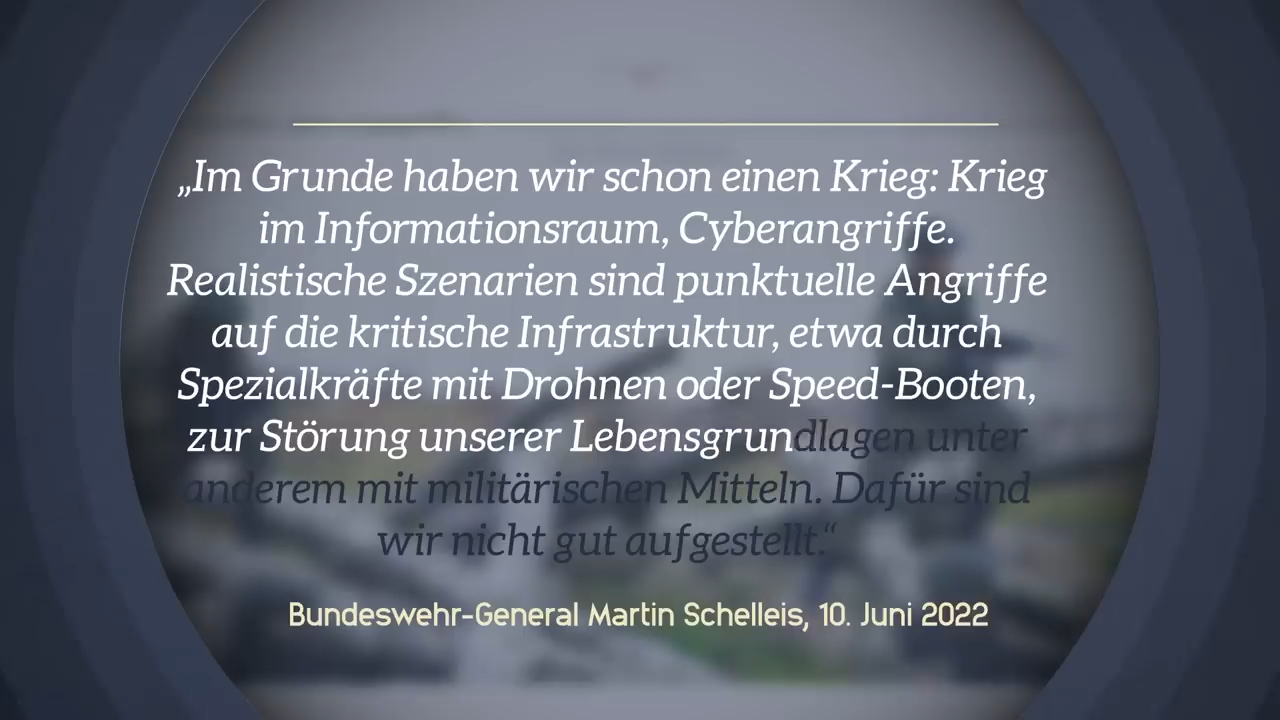 „Im Grunde haben wir schon einen Krieg: Krieg
im Informationsraum, Cyberangriffe.
Realistische Szenarien sind punktuelle Angriffe
auf die kritische Infrastruktur, etwa durch
Spezialkräfte mit Drohnen oder Speed-Booten,
zur Störung unserer Lebensgrundlagen unter
anderem mit militärischen Mitteln. Dafür sind
wir nicht gut aufgestellt.“
Bundeswehr-General Martin Schelleis, 10. Juni 2022